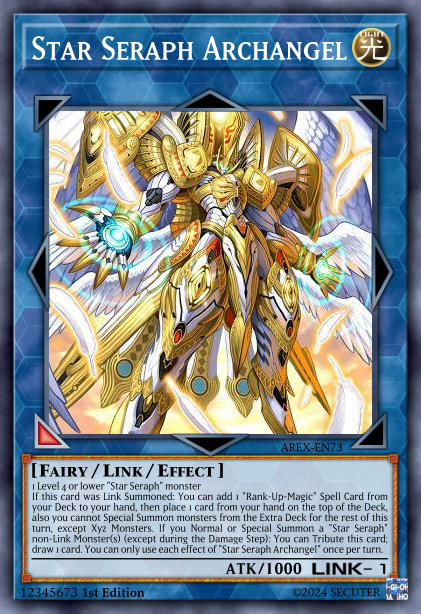 STAR SERAPH ARCHANGEL
LIGHT
光
AREX-EN73
[FAIRY / LINK / EFFECT]
1 Level 4 or lower "Star Seraph" monster
If this card was Link Summoned: You can add 1 "Rank-Up-Magic" Spell Card from
your Deck to your hand, then place 1 card from your hand on the top of the Deck,
also you cannot Special Summon monsters from the Extra Deck for the rest of this
turn, except Xyz Monsters. If you Normal or Special Summon a "Star Seraph"
non-Link Monster(s) (except during the Damage Step): You can Tribute this card;
draw 1 card. You can only use each effect of "Star Seraph Archangel" once per turn.
ATK/1000 LINK- 1
12345673 1st Edition ©2024 SECUTER